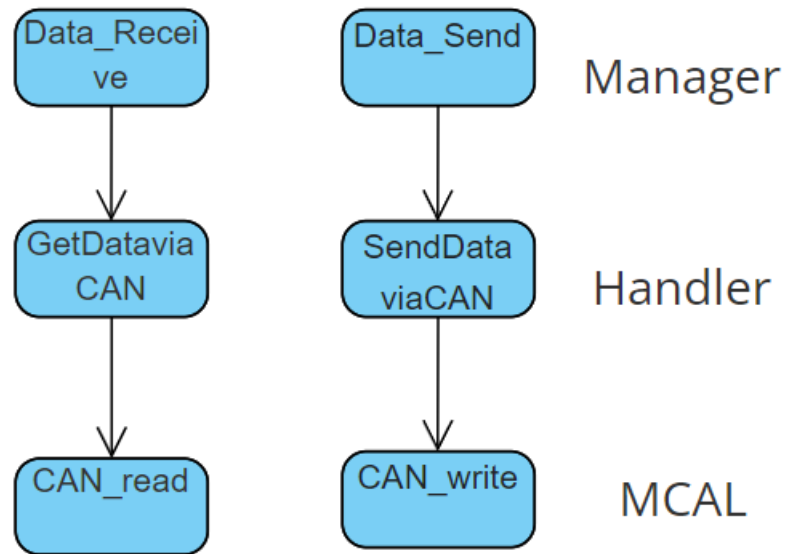 Data_Recei
ve
Data_Send
Manager
GetDatavia
CAN
SendData
viaCAN
Handler
CAN_read
CAN_write
MCAL